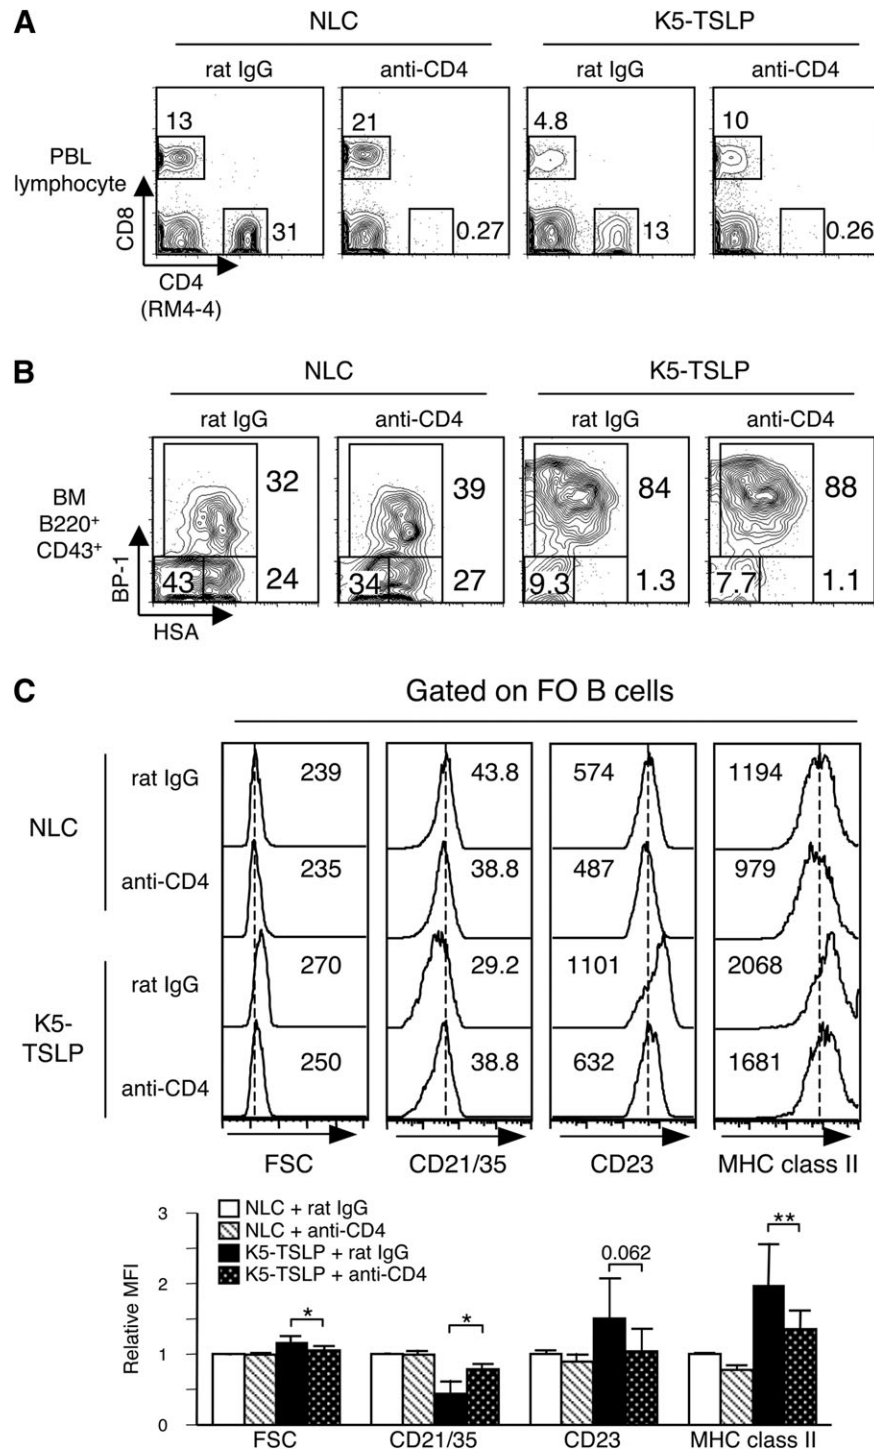 A
NLC K5-TSLP
rat IgG anti-CD4 rat IgG anti-CD4
13 21 4.8 10
PBL
lymphocyte
CD8
31 0.27 13 0.26
CD4
(RM4-4)
B
NLC K5-TSLP
rat IgG anti-CD4 rat IgG anti-CD4
BM
B220⁺
CD43⁺
32 39 84 88
BP-1
43 24 34 27 9.3 1.3 7.7 1.1
HSA
C
Gated on FO B cells
NLC
rat IgG 239 43.8 574 1194
anti-CD4 235 38.8 487 979
K5-
TSLP
rat IgG 270 29.2 1101 2068
anti-CD4 250 38.8 632 1681
FSC CD21/35 CD23 MHC class II
Relative MFI
3
2
1
0
NLC + rat IgG
NLC + anti-CD4
K5-TSLP + rat IgG
K5-TSLP + anti-CD4
* * 0.062 **
FSC CD21/35 CD23 MHC class II